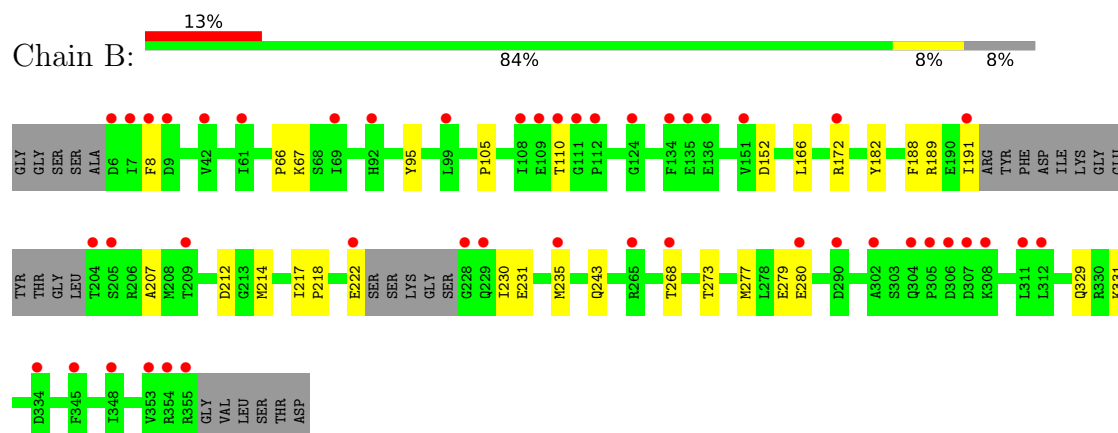 13%
Chain B:
84% 8% 8%
GLY GLY SER SER ALA D6 I7 F8 D9 V42 I61 P66 K67 S68 I69 H92 Y95 L99 P105 I108 E109 T110 G111 P112 G124 F134 E135 E136 V151 D152 L166 R172 Y182 F188 R189 E190 I191 ARG TYR PHE ASP ILE LYS GLY GLU
TYR THR GLY LEU T204 S205 R206 A207 M208 T209 D212 G213 M214 I217 P218 E222 SER SER LYS GLY SER G228 Q229 I230 E231 M235 Q243 R265 T268 T273 M277 L278 E279 E280 D290 A302 S303 Q304 P305 D306 D307 K308 L311 L312 Q329 R330 K331
D334 F345 I348 V353 R354 R355 GLY VAL LEU SER THR ASP